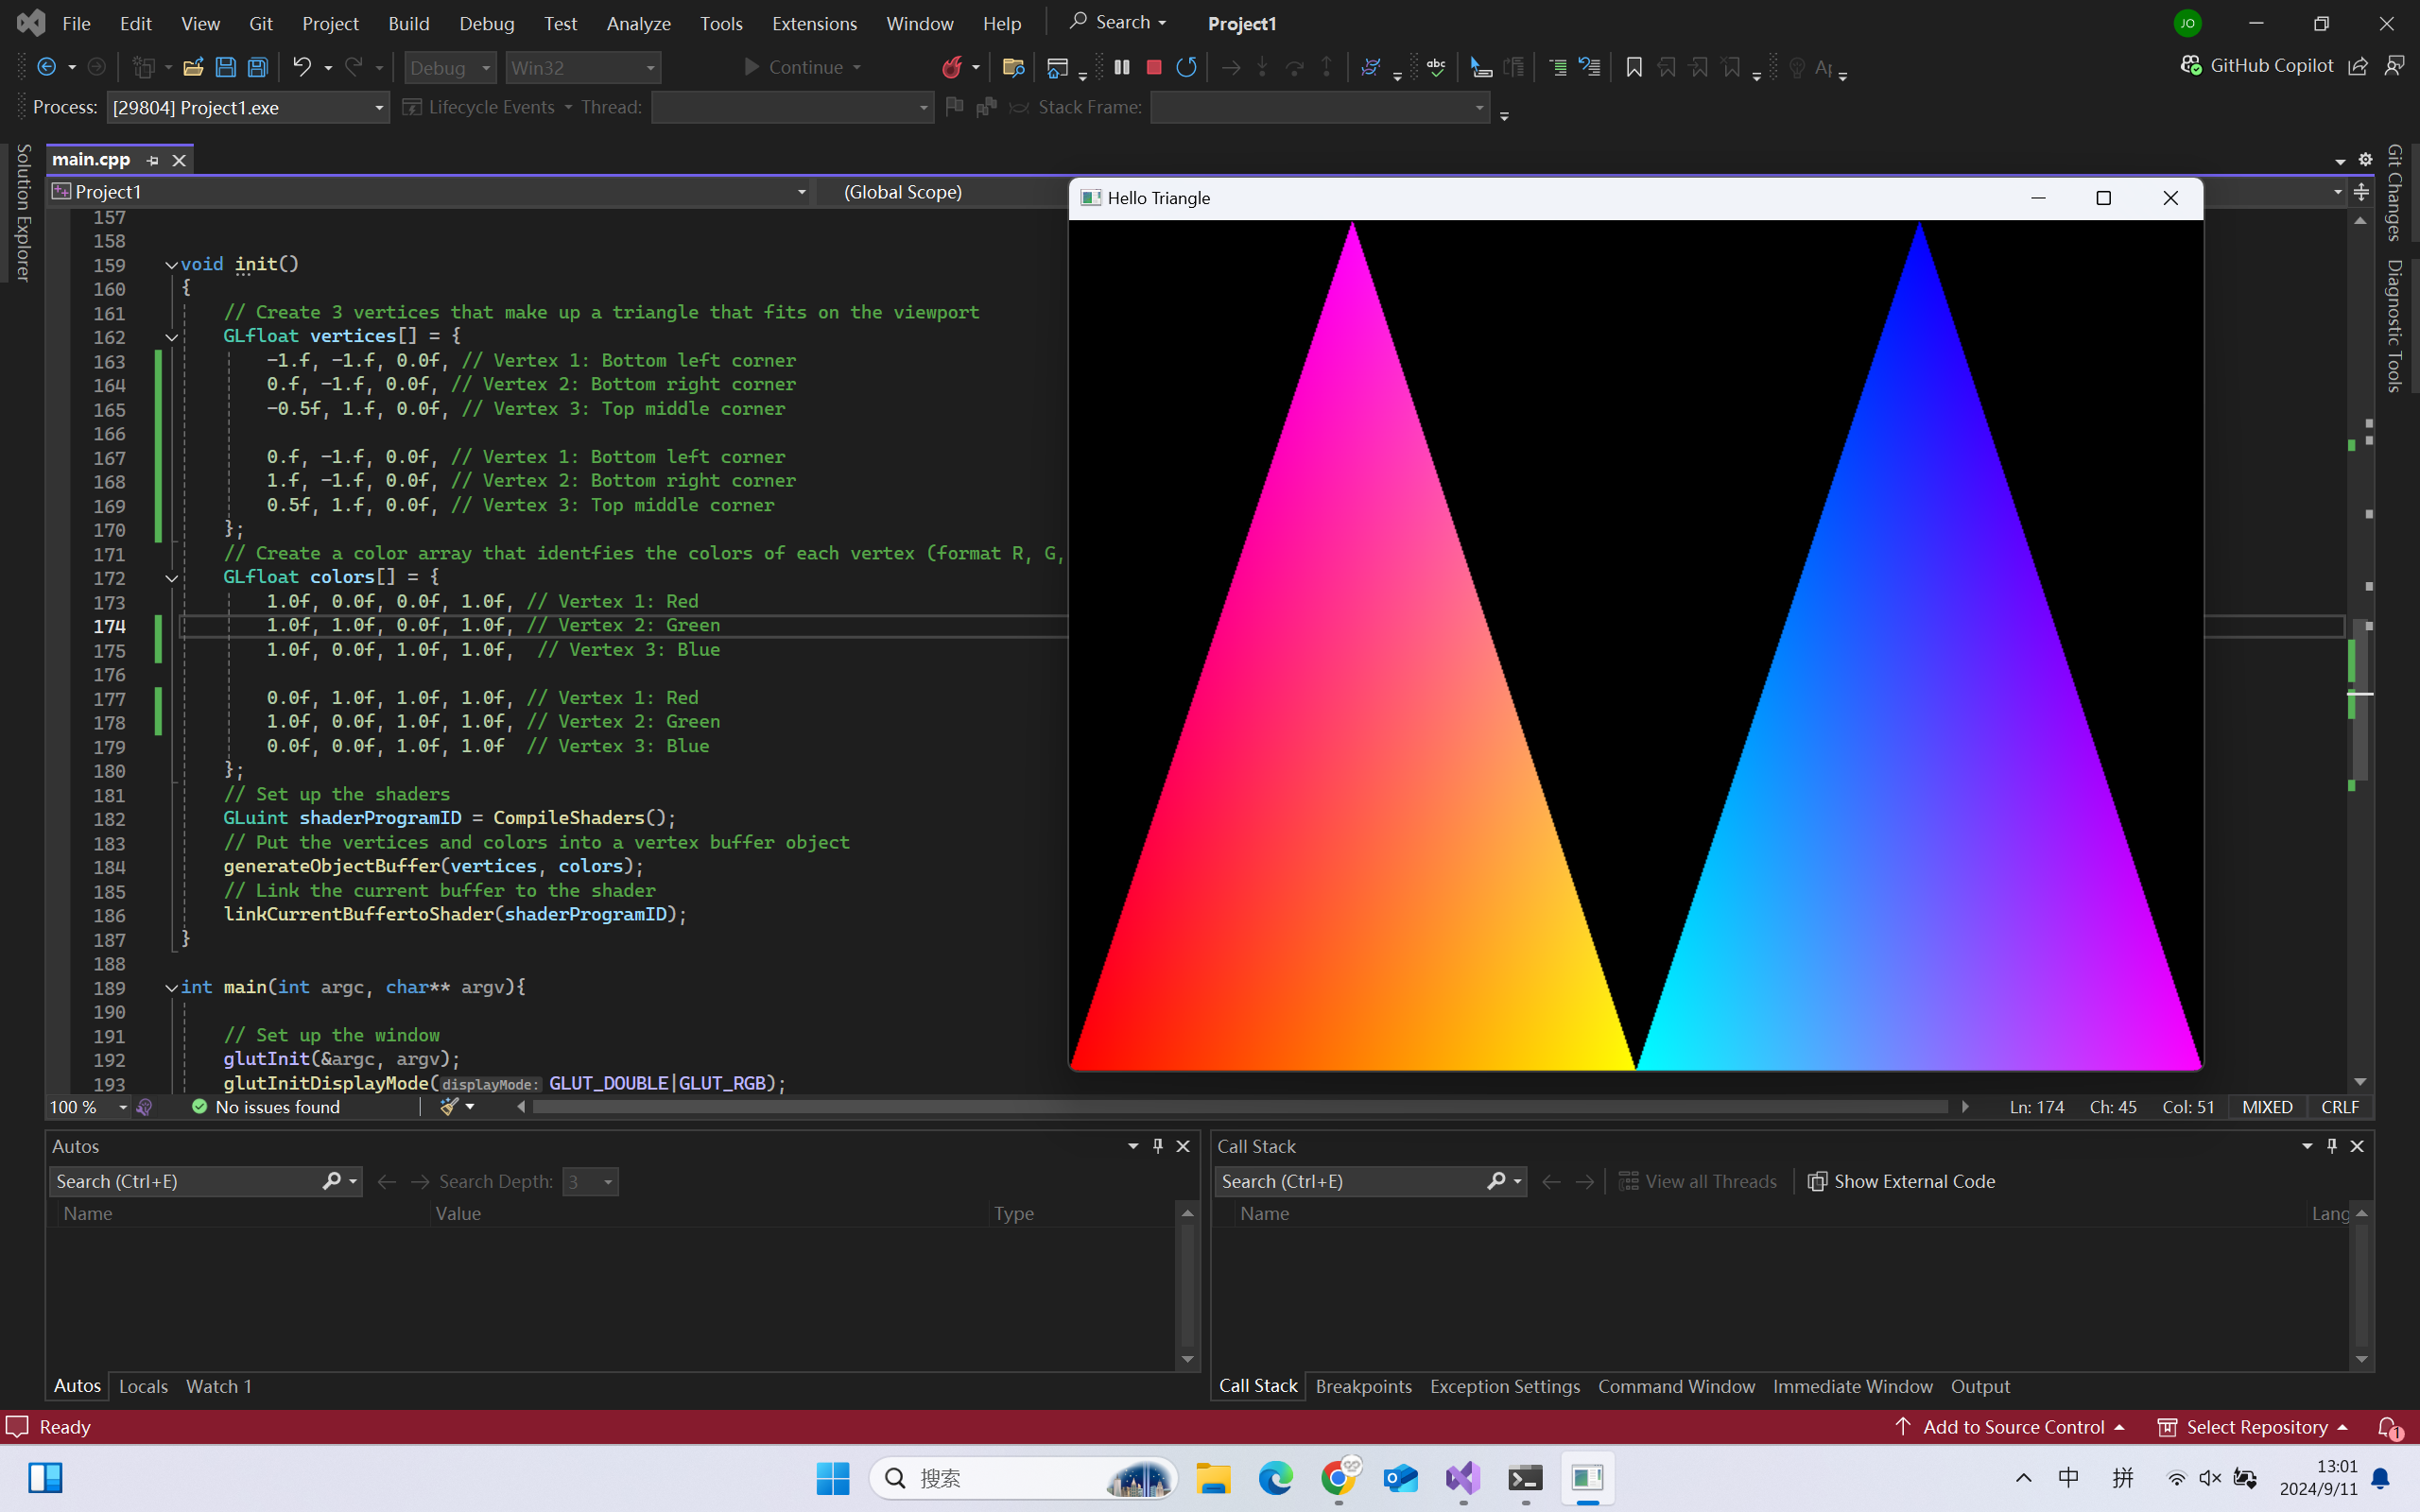 File Edit View Git Project Build Debug Test Analyze Tools Extensions Window Help Search Project1 JO
Debug Win32 Continue GitHub Copilot
Process: [29804] Project1.exe Lifecycle Events Thread: Stack Frame:
Solution Explorer
main.cpp
Project1 (Global Scope)
157
158
159 void init()
160 {
161 // Create 3 vertices that make up a triangle that fits on the viewport
162 GLfloat vertices[] = {
163 -1.f, -1.f, 0.0f, // Vertex 1: Bottom left corner
164 0.f, -1.f, 0.0f, // Vertex 2: Bottom right corner
165 -0.5f, 1.f, 0.0f, // Vertex 3: Top middle corner
166
167 0.f, -1.f, 0.0f, // Vertex 1: Bottom left corner
168 1.f, -1.f, 0.0f, // Vertex 2: Bottom right corner
169 0.5f, 1.f, 0.0f, // Vertex 3: Top middle corner
170 };
171 // Create a color array that identfies the colors of each vertex (format R, G,
172 GLfloat colors[] = {
173 1.0f, 0.0f, 0.0f, 1.0f, // Vertex 1: Red
174 1.0f, 1.0f, 0.0f, 1.0f, // Vertex 2: Green
175 1.0f, 0.0f, 1.0f, 1.0f, // Vertex 3: Blue
176
177 0.0f, 1.0f, 1.0f, 1.0f, // Vertex 1: Red
178 1.0f, 0.0f, 1.0f, 1.0f, // Vertex 2: Green
179 0.0f, 0.0f, 1.0f, 1.0f // Vertex 3: Blue
180 };
181 // Set up the shaders
182 GLuint shaderProgramID = CompileShaders();
183 // Put the vertices and colors into a vertex buffer object
184 generateObjectBuffer(vertices, colors);
185 // Link the current buffer to the shader
186 linkCurrentBuffertoShader(shaderProgramID);
187 }
188
189 int main(int argc, char** argv){
190
191 // Set up the window
192 glutInit(&argc, argv);
193 glutInitDisplayMode(displayMode: GLUT_DOUBLE|GLUT_RGB);
Hello Triangle
Git Changes
Diagnostic Tools
100 % No issues found Ln: 174 Ch: 45 Col: 51 MIXED CRLF
Autos
Search (Ctrl+E) Search Depth: 3
Name Value Type
Autos Locals Watch 1
Call Stack
Search (Ctrl+E) View all Threads Show External Code
Name Lang
Call Stack Breakpoints Exception Settings Command Window Immediate Window Output
Ready Add to Source Control Select Repository 1
搜索 中 拼 13:01
2024/9/11